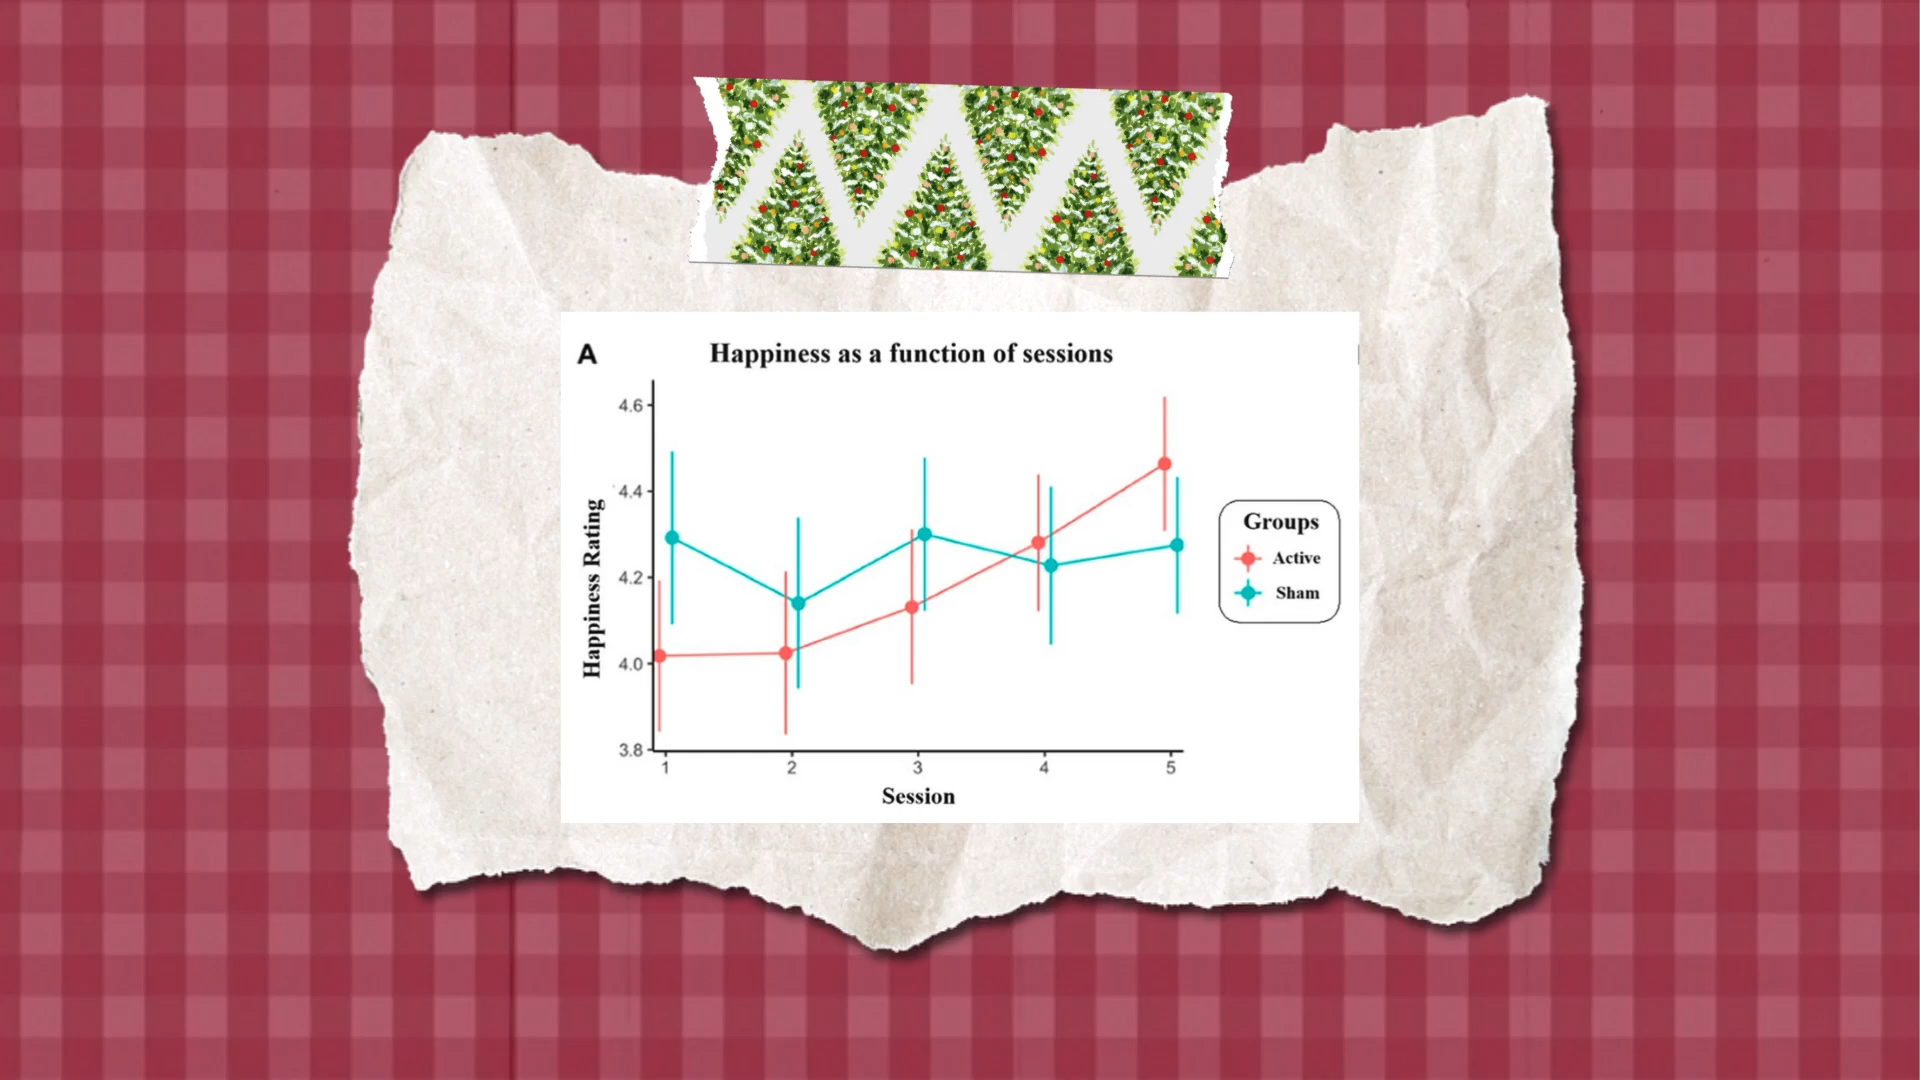 A
Happiness as a function of sessions
4.6
4.4
4.2
4.0
3.8
Happiness Rating
1 2 3 4 5
Session
Groups
Active
Sham